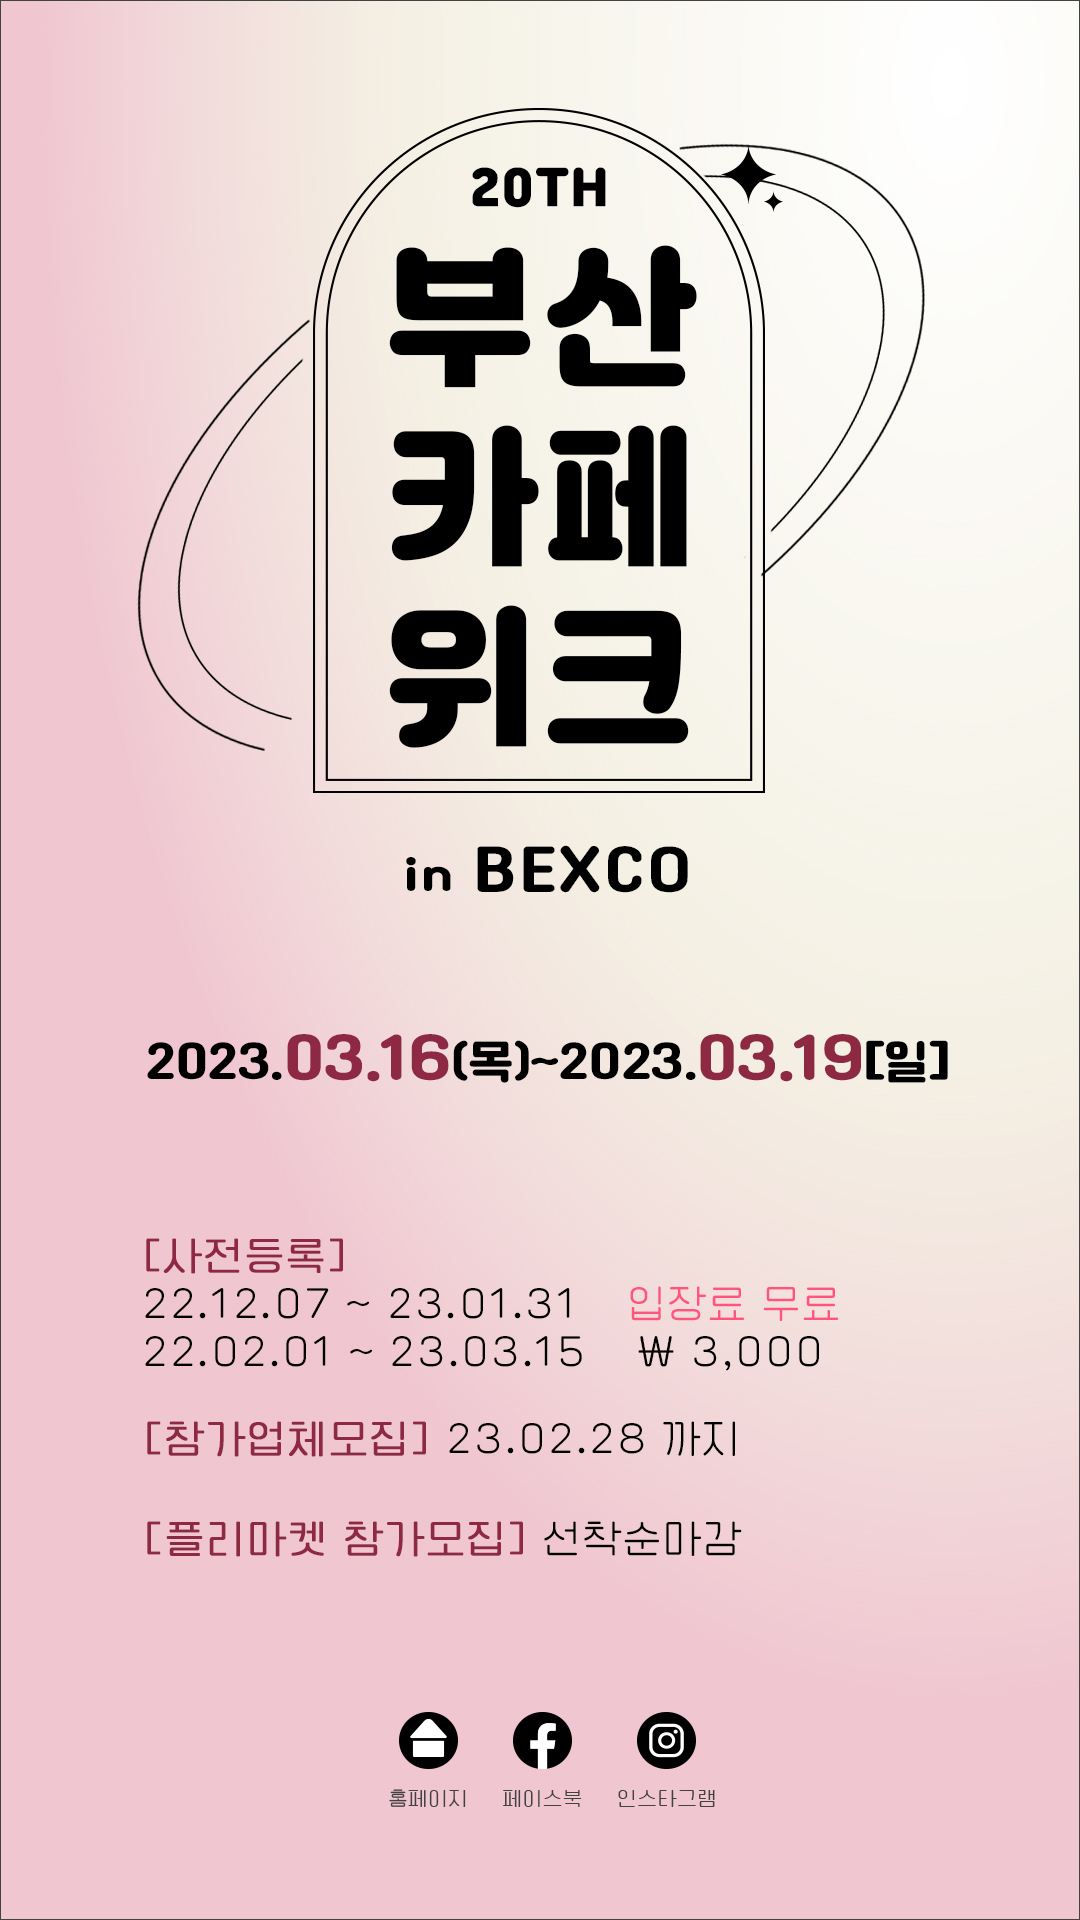 20TH
부산
카페
위크
in BEXCO
2023.03.16(목)~2023.03.19[일]
[사전등록]
22.12.07 ~ 23.01.31 입장료 무료
22.02.01 ~ 23.03.15 ₩ 3,000
[참가업체모집] 23.02.28 까지
[플리마켓 참가모집] 선착순마감
홈페이지 페이스북 인스타그램